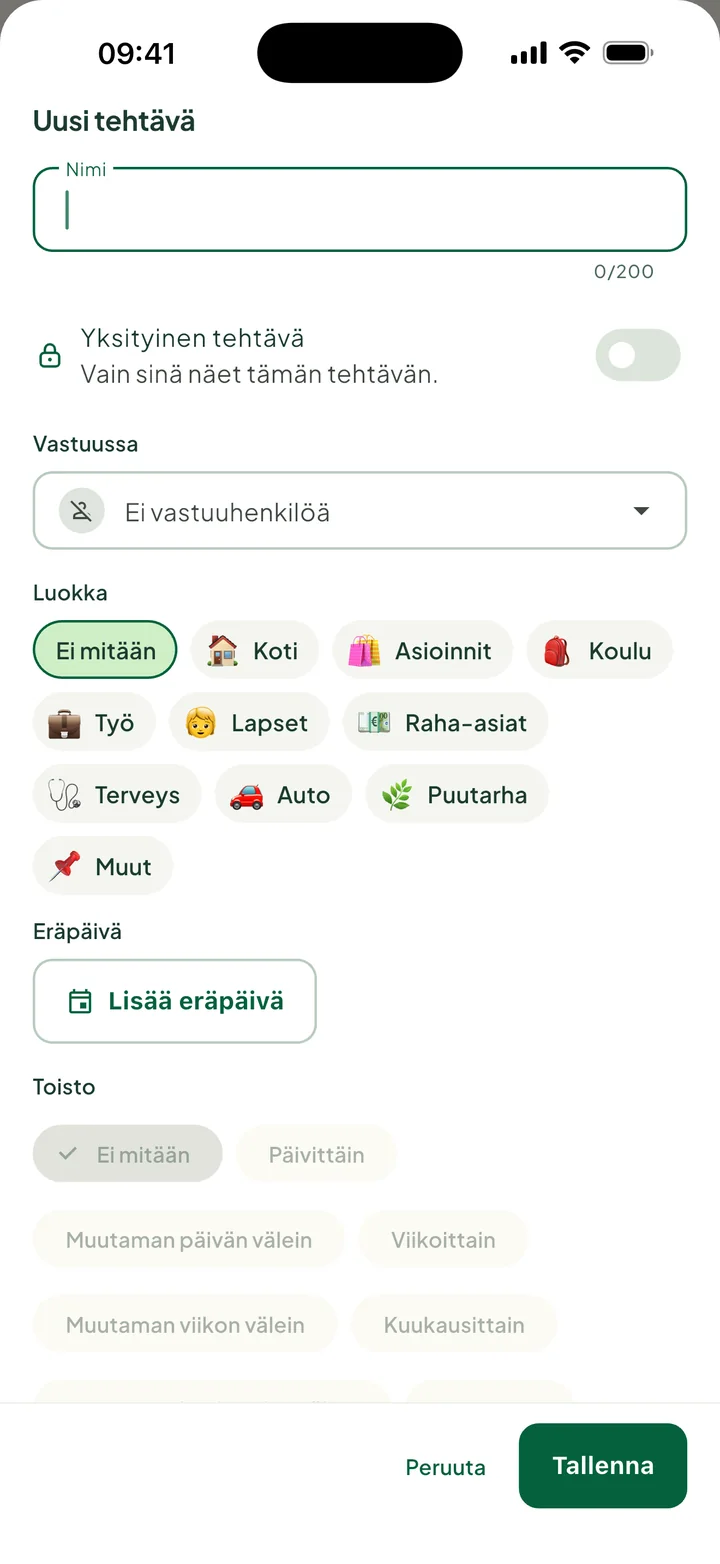 09:41
Uusi tehtävä
Nimi
0/200
Yksityinen tehtävä
Vain sinä näet tämän tehtävän.
Vastuussa
Ei vastuuhenkilöä
Luokka
Ei mitään Koti Asioinnit Koulu
Työ Lapset Raha-asiat
Terveys Auto Puutarha
Muut
Eräpäivä
Lisää eräpäivä
Toisto
Ei mitään Päivittäin
Muutaman päivän välein Viikoittain
Muutaman viikon välein Kuukausittain
Peruuta Tallenna